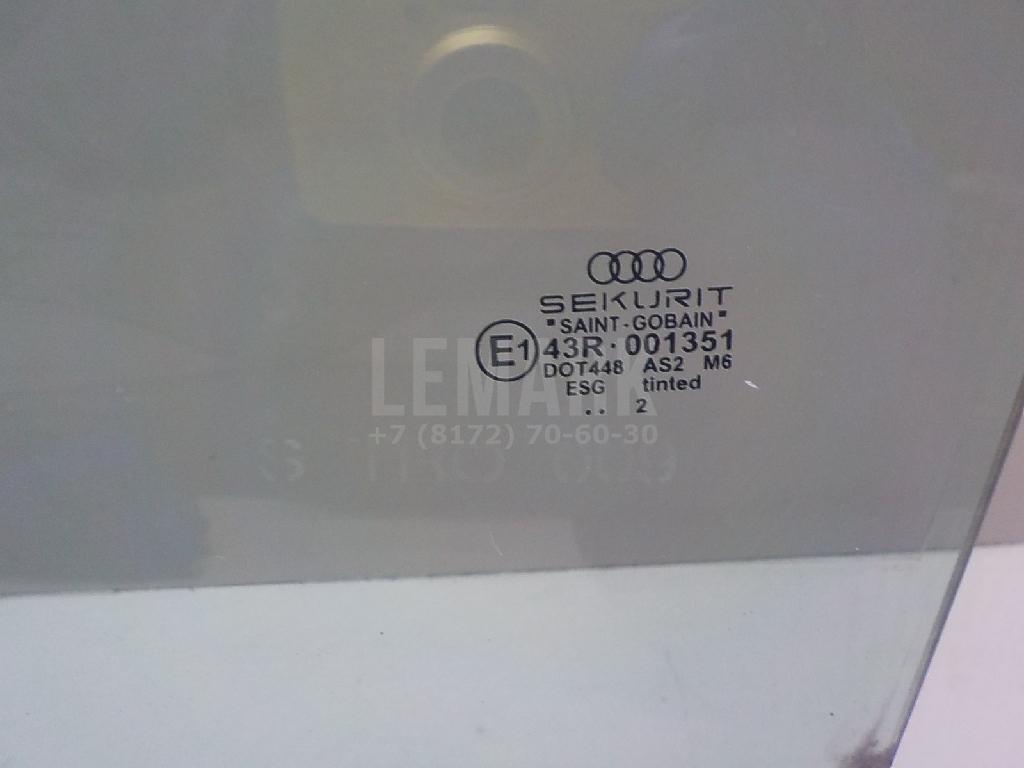 SEKURIT
"SAINT-GOBAIN"
E1 43R·001351
DOT448 AS2 M6
ESG tinted
.. 2
LEMARK
+7 (8172) 70-60-30